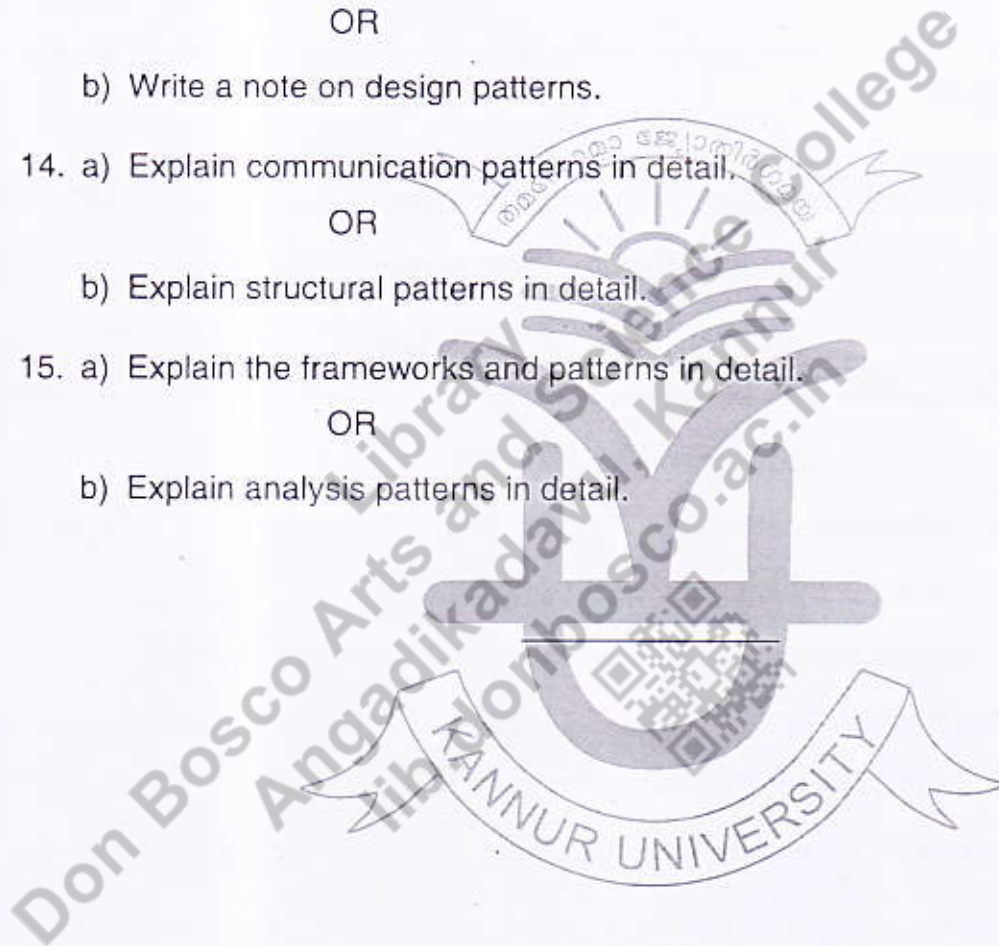 OR
b) Write a note on design patterns.
14. a) Explain communication patterns in detail.
OR
b) Explain structural patterns in detail.
15. a) Explain the frameworks and patterns in detail.
OR
b) Explain analysis patterns in detail.
KANNUR UNIVERSITY
Library
Don Bosco Arts and Science College
Angadikadavu, Kannur
lib.donbosco.ac.in